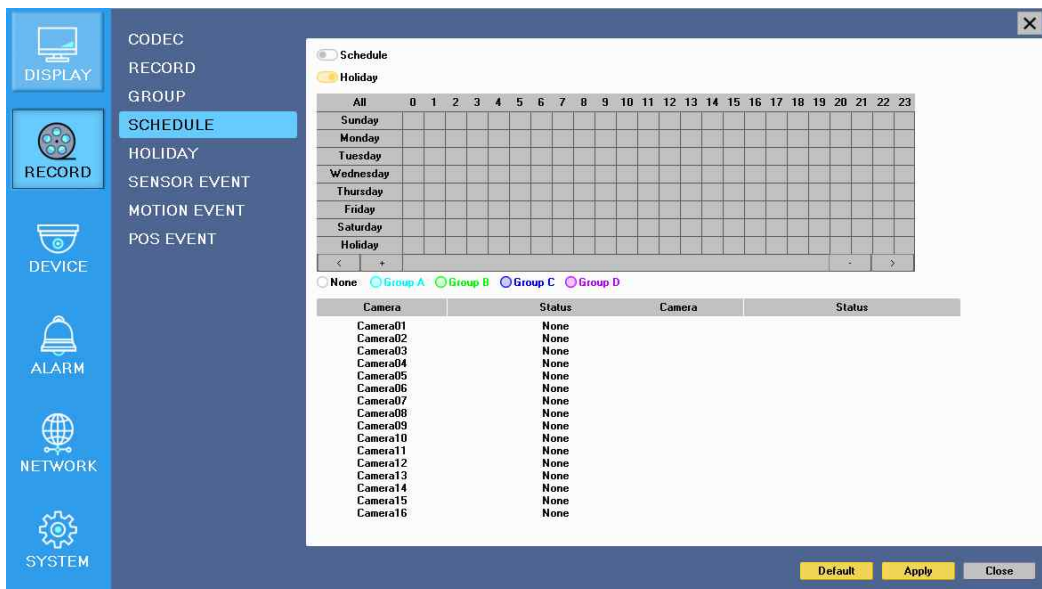 DISPLAY
RECORD
DEVICE
ALARM
NETWORK
SYSTEM
CODEC
RECORD
GROUP
SCHEDULE
HOLIDAY
SENSOR EVENT
MOTION EVENT
POS EVENT
Schedule
Holiday
All 0 1 2 3 4 5 6 7 8 9 10 11 12 13 14 15 16 17 18 19 20 21 22 23
Sunday
Monday
Tuesday
Wednesday
Thursday
Friday
Saturday
Holiday
< + - >
None Group A Group B Group C Group D
Camera Status Camera Status
Camera01 None
Camera02 None
Camera03 None
Camera04 None
Camera05 None
Camera06 None
Camera07 None
Camera08 None
Camera09 None
Camera10 None
Camera11 None
Camera12 None
Camera13 None
Camera14 None
Camera15 None
Camera16 None
Default Apply Close